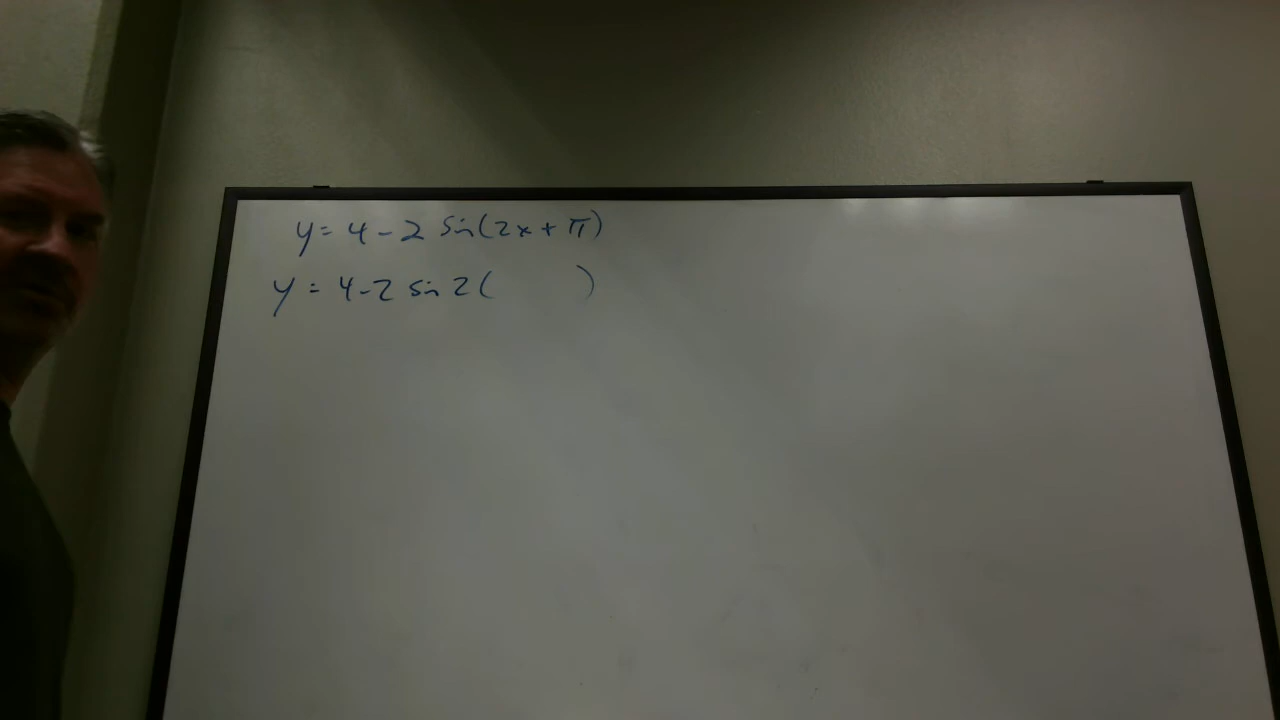 y = 4 - 2 sin(2x + π)
y = 4 - 2 sin 2(        )